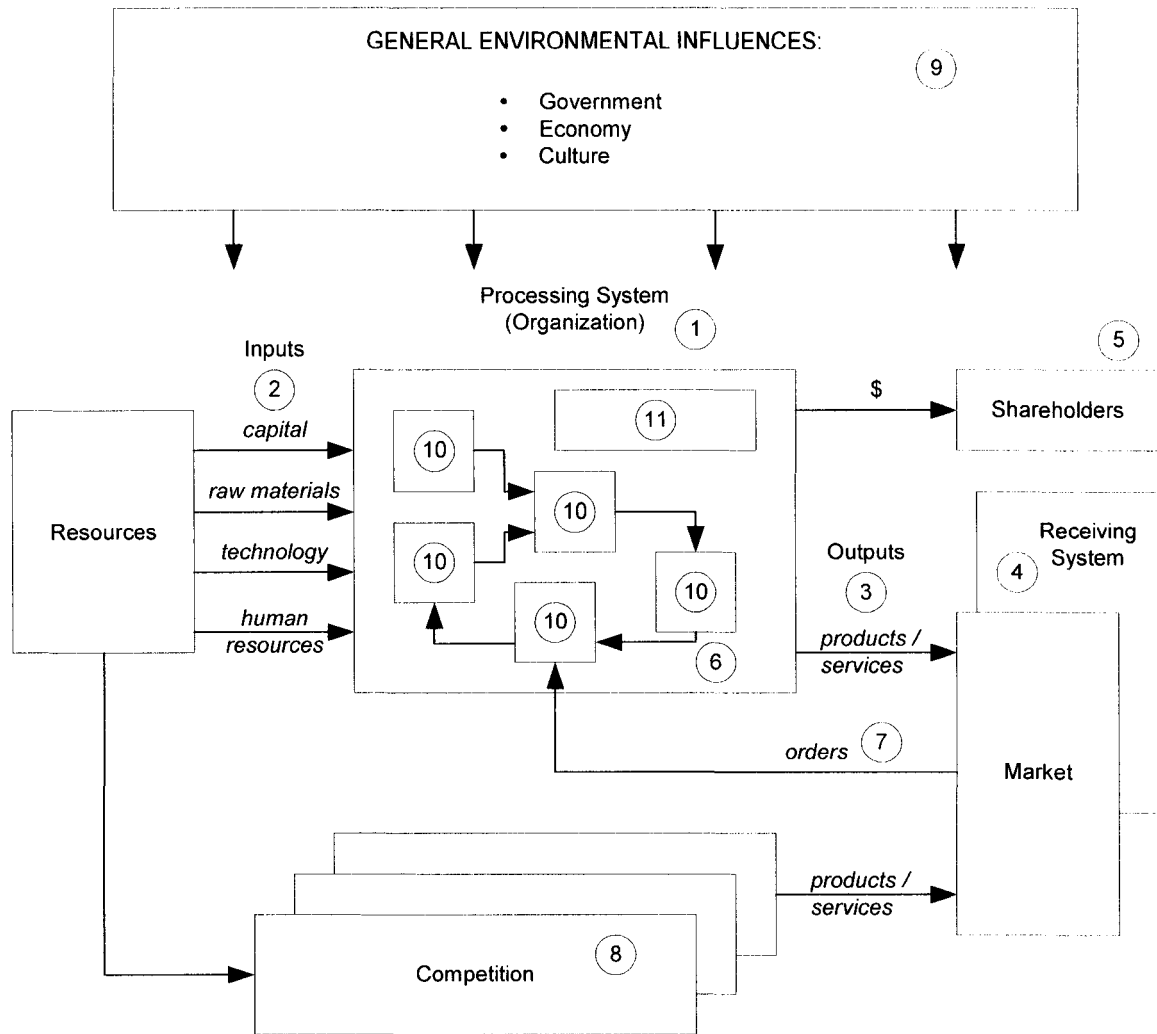 GENERAL ENVIRONMENTAL INFLUENCES:
9
• Government
• Economy
• Culture
Processing System
(Organization)
1
Inputs
2
5
capital
$
Shareholders
11
10
raw materials
10
Resources
technology
10
10
Outputs
3
Receiving
System
4
human
resources
10
6
products /
services
orders
7
Market
products /
services
Competition
8